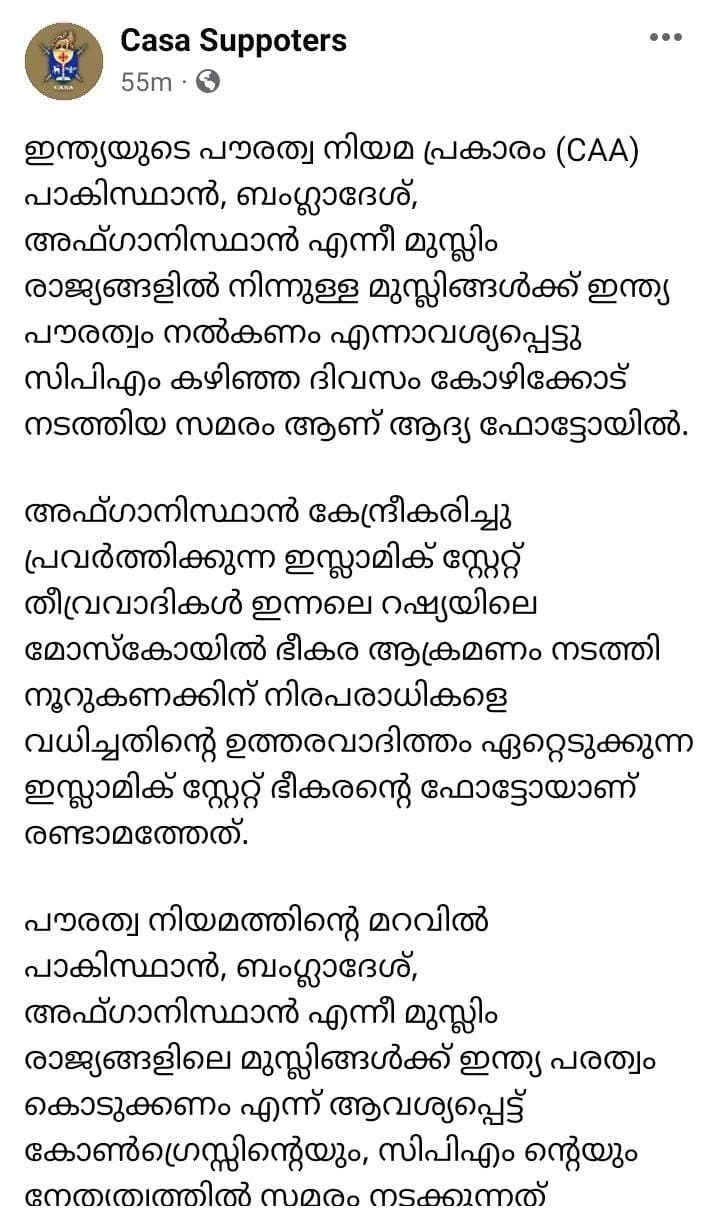 Casa Suppoters
55m ·
CASA
ഇന്ത്യയുടെ പൗരത്വ നിയമ പ്രകാരം (CAA)
പാകിസ്ഥാൻ, ബംഗ്ലാദേശ്,
അഫ്ഗാനിസ്ഥാൻ എന്നീ മുസ്ലിം
രാജ്യങ്ങളിൽ നിന്നുള്ള മുസ്ലിങ്ങൾക്ക് ഇന്ത്യ
പൗരത്വം നൽകണം എന്നാവശ്യപ്പെട്ടു
സിപിഎം കഴിഞ്ഞ ദിവസം കോഴിക്കോട്
നടത്തിയ സമരം ആണ് ആദ്യ ഫോട്ടോയിൽ.
അഫ്ഗാനിസ്ഥാൻ കേന്ദ്രീകരിച്ചു
പ്രവർത്തിക്കുന്ന ഇസ്ലാമിക് സ്റ്റേറ്റ്
തീവ്രവാദികൾ ഇന്നലെ റഷ്യയിലെ
മോസ്കോയിൽ ഭീകര ആക്രമണം നടത്തി
നൂറുകണക്കിന് നിരപരാധികളെ
വധിച്ചതിന്റെ ഉത്തരവാദിത്തം ഏറ്റെടുക്കുന്ന
ഇസ്ലാമിക് സ്റ്റേറ്റ് ഭീകരന്റെ ഫോട്ടോയാണ്
രണ്ടാമത്തേത്.
പൗരത്വ നിയമത്തിന്റെ മറവിൽ
പാകിസ്ഥാൻ, ബംഗ്ലാദേശ്,
അഫ്ഗാനിസ്ഥാൻ എന്നീ മുസ്ലിം
രാജ്യങ്ങളിലെ മുസ്ലിങ്ങൾക്ക് ഇന്ത്യ പരത്വം
കൊടുക്കണം എന്ന് ആവശ്യപ്പെട്ട്
കോൺഗ്രെസ്സിന്റെയും, സിപിഎം ന്റെയും
നേതൃത്വത്തിൽ സമരം നടക്കുന്നത്